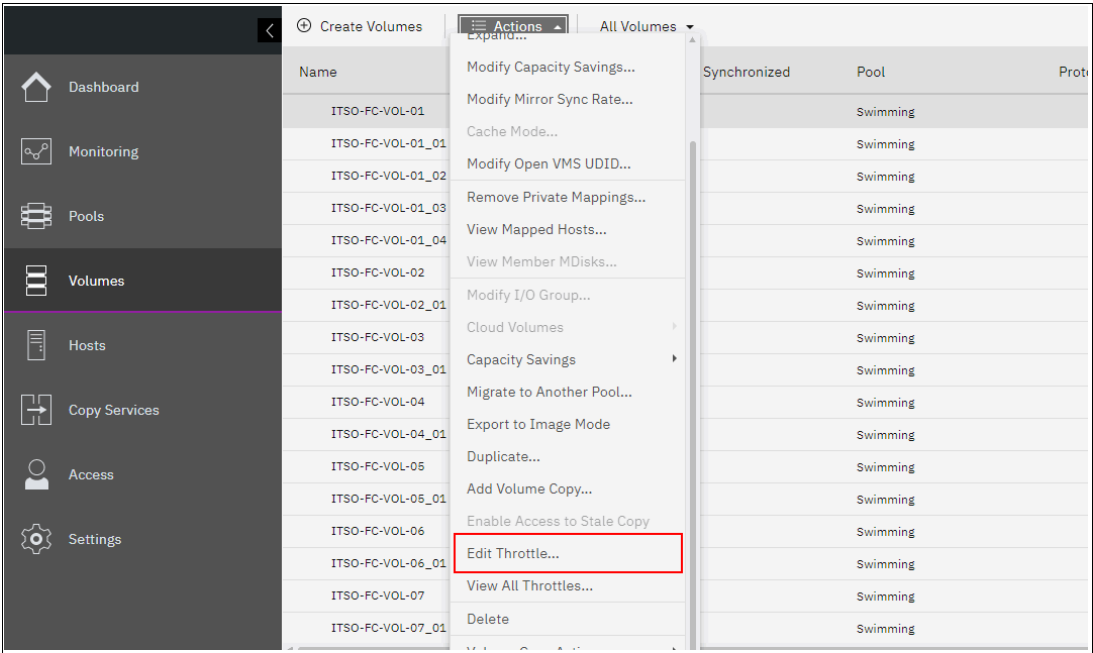 Create Volumes
Actions
All Volumes
Dashboard
Monitoring
Pools
Volumes
Hosts
Copy Services
Access
Settings
Name
Synchronized
Pool
ITSO-FC-VOL-01
Swimming
ITSO-FC-VOL-01_01
Swimming
ITSO-FC-VOL-01_02
Swimming
ITSO-FC-VOL-01_03
Swimming
ITSO-FC-VOL-01_04
Swimming
ITSO-FC-VOL-02
Swimming
ITSO-FC-VOL-02_01
Swimming
ITSO-FC-VOL-03
Swimming
ITSO-FC-VOL-03_01
Swimming
ITSO-FC-VOL-04
Swimming
ITSO-FC-VOL-04_01
Swimming
ITSO-FC-VOL-05
Swimming
ITSO-FC-VOL-05_01
Swimming
ITSO-FC-VOL-06
Swimming
ITSO-FC-VOL-06_01
Swimming
ITSO-FC-VOL-07
Swimming
ITSO-FC-VOL-07_01
Swimming
Expand...
Modify Capacity Savings...
Modify Mirror Sync Rate...
Cache Mode...
Modify Open VMS UDID...
Remove Private Mappings...
View Mapped Hosts...
View Member MDisks...
Modify I/O Group...
Cloud Volumes
Capacity Savings
Migrate to Another Pool...
Export to Image Mode
Duplicate...
Add Volume Copy...
Enable Access to Stale Copy
Edit Throttle...
View All Throttles...
Delete